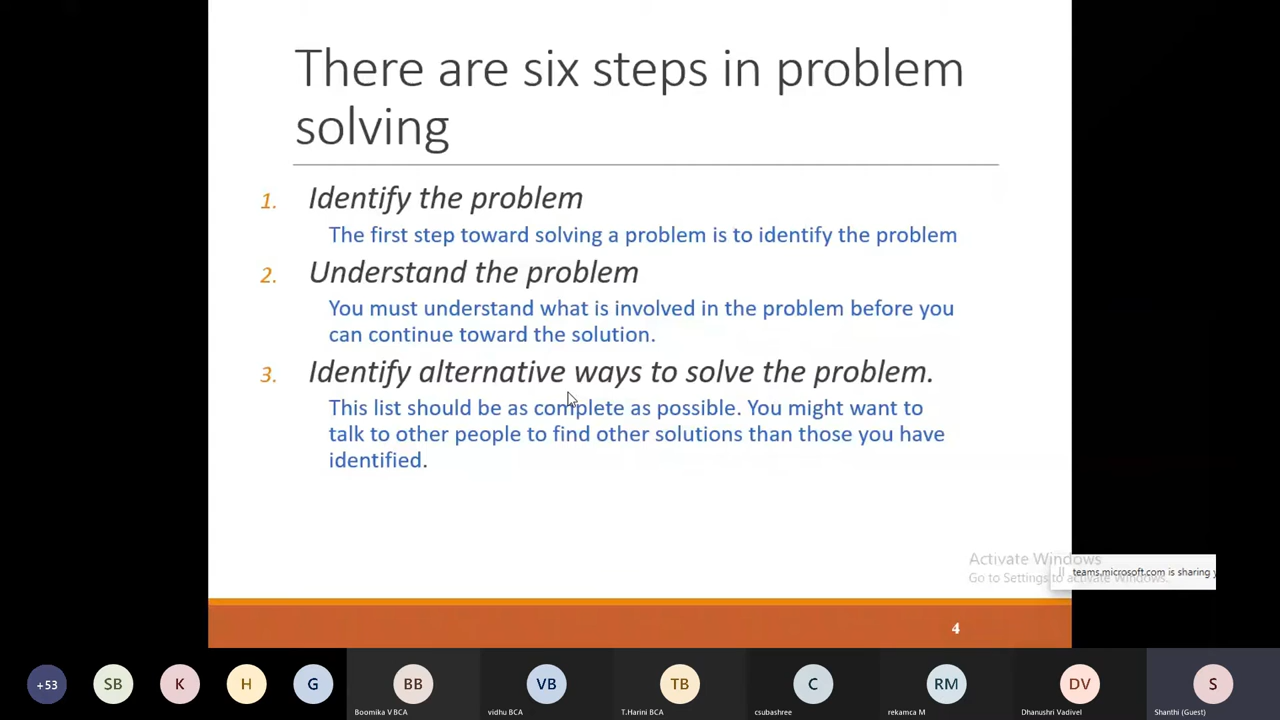 There are six steps in problem
solving
1. Identify the problem
The first step toward solving a problem is to identify the problem
2. Understand the problem
You must understand what is involved in the problem before you
can continue toward the solution.
3. Identify alternative ways to solve the problem.
This list should be as complete as possible. You might want to
talk to other people to find other solutions than those you have
identified.
Activate Windows
Go to Settings to activate Windows.
teams.microsoft.com is sharing y
4
+53 SB K H G BB VB TB C RM DV S
Boomika V BCA vidhu BCA T.Harini BCA csubashree rekamca M Dhanushri Vadivel Shanthi (Guest)